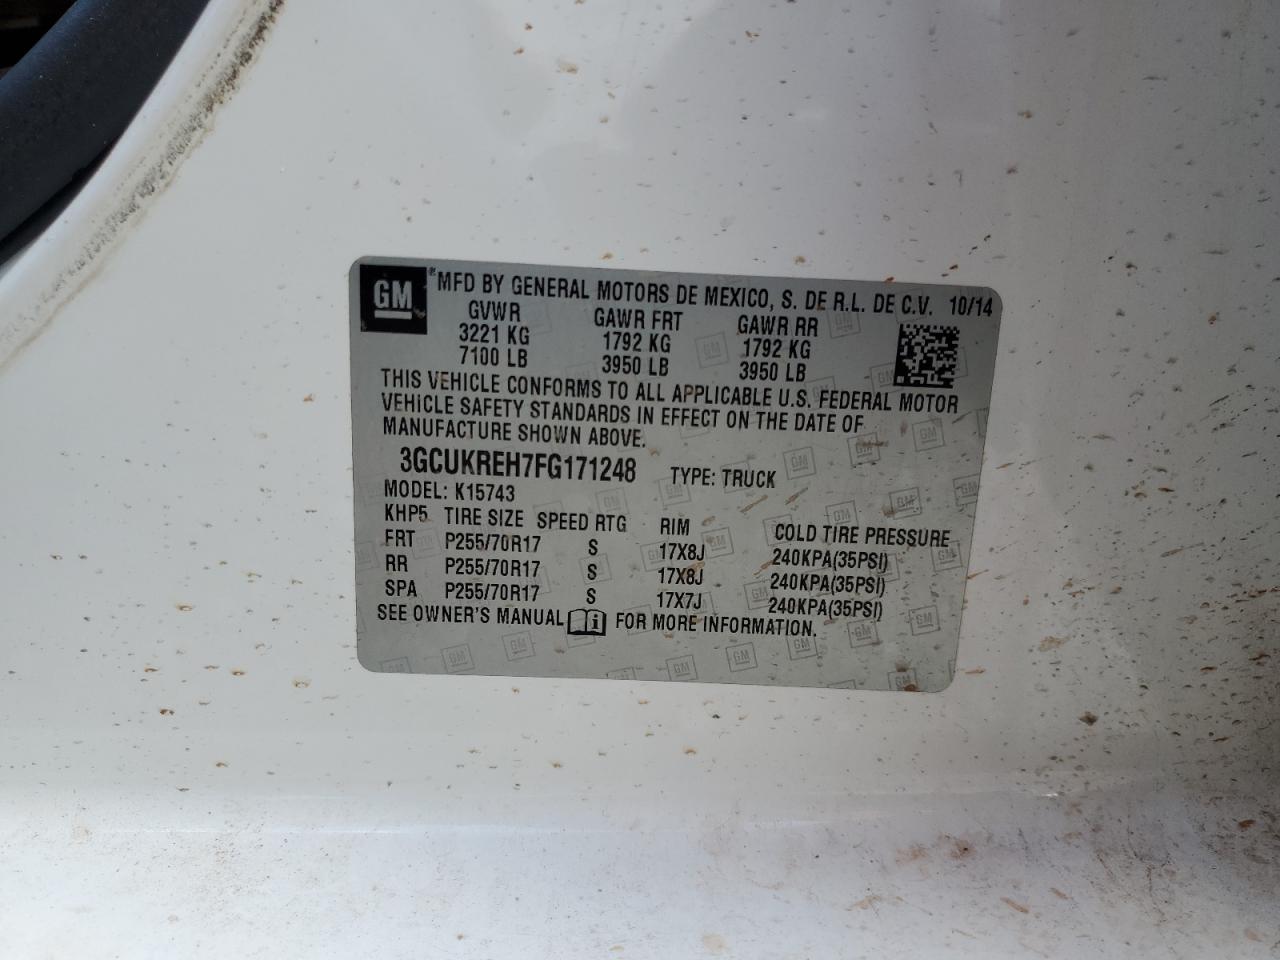 GM ® MFD BY GENERAL MOTORS DE MEXICO, S. DE R.L. DE C.V. 10/14
GVWR GAWR FRT GAWR RR
3221 KG 1792 KG 1792 KG
7100 LB 3950 LB 3950 LB
THIS VEHICLE CONFORMS TO ALL APPLICABLE U.S. FEDERAL MOTOR
VEHICLE SAFETY STANDARDS IN EFFECT ON THE DATE OF
MANUFACTURE SHOWN ABOVE.
3GCUKREH7FG171248 TYPE: TRUCK
MODEL: K15743
KHP5 TIRE SIZE SPEED RTG RIM COLD TIRE PRESSURE
FRT P255/70R17 S 17X8J 240KPA(35PSI)
RR P255/70R17 S 17X8J 240KPA(35PSI)
SPA P255/70R17 S 17X7J 240KPA(35PSI)
SEE OWNER'S MANUAL i FOR MORE INFORMATION.